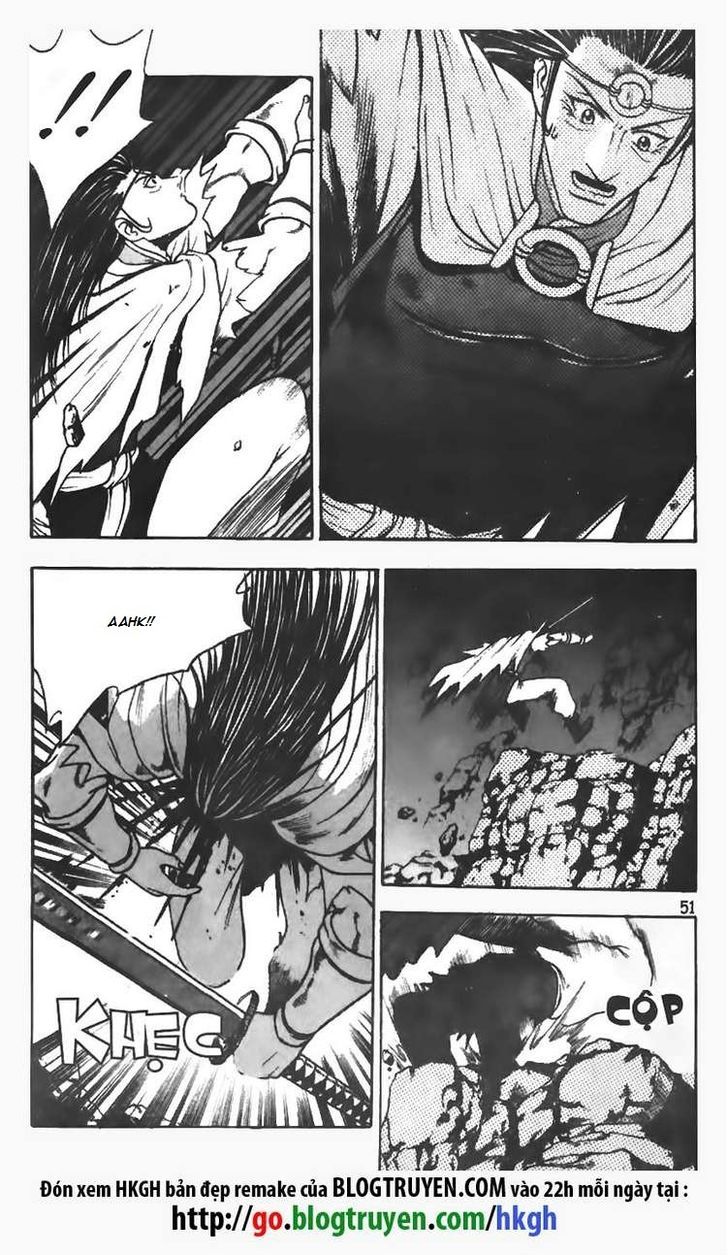 !!
AAHK!!
51
KHẸC
CỘP
Đón xem HKGH bản đẹp remake của BLOGTRUYEN.COM vào 22h mỗi ngày tại :
http://go.blogtruyen.com/hkgh